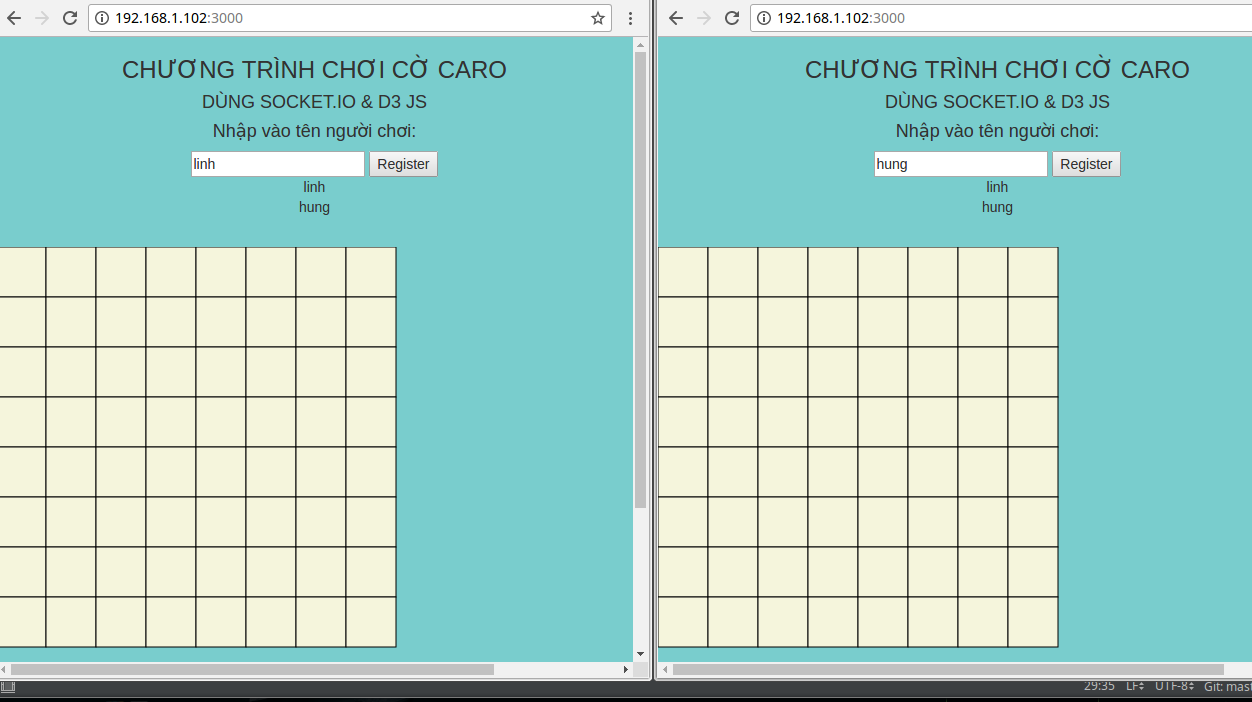 192.168.1.102:3000
CHƯƠNG TRÌNH CHƠI CỜ CARO
DÙNG SOCKET.IO & D3 JS
Nhập vào tên người chơi:
linh Register
linh
hung
192.168.1.102:3000
CHƯƠNG TRÌNH CHƠI CỜ CARO
DÙNG SOCKET.IO & D3 JS
Nhập vào tên người chơi:
hung Register
linh
hung
29:35 LF UTF-8 Git: mast